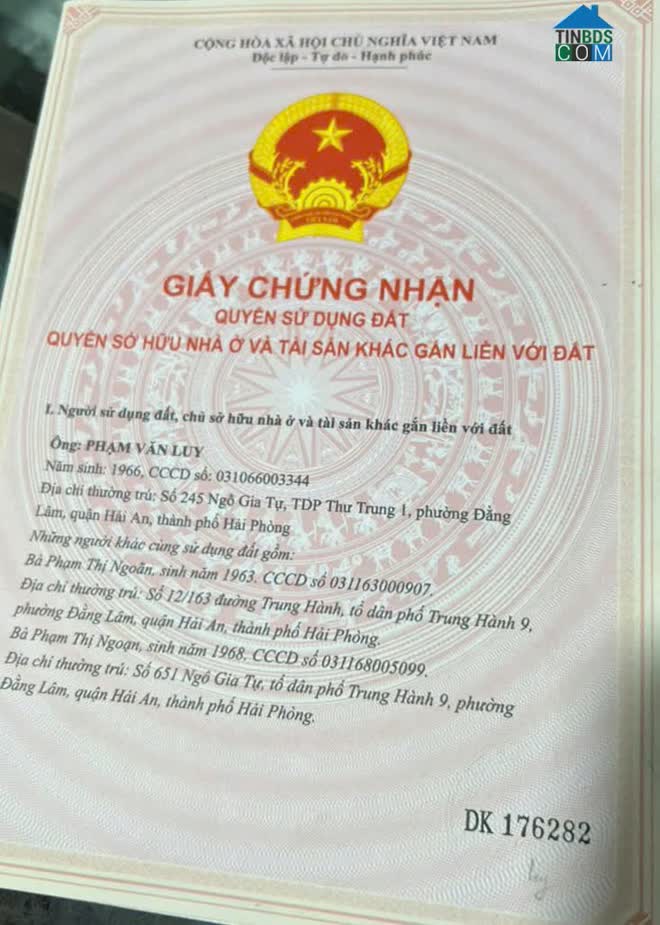 TINBDS
COM
CỘNG HÒA XÃ HỘI CHỦ NGHĨA VIỆT NAM
Độc lập - Tự do - Hạnh phúc
VIỆT NAM
GIẤY CHỨNG NHẬN
QUYỀN SỬ DỤNG ĐẤT
QUYỀN SỞ HỮU NHÀ Ở VÀ TÀI SẢN KHÁC GẮN LIỀN VỚI ĐẤT
I. Người sử dụng đất, chủ sở hữu nhà ở và tài sản khác gắn liền với đất
Ông: PHẠM VĂN LUY
Năm sinh: 1966, CCCD số: 031066003344
Địa chỉ thường trú: Số 245 Ngô Gia Tự, TDP Thư Trung 1, phường Đằng
Lâm, quận Hải An, thành phố Hải Phòng
Những người khác cùng sử dụng đất gồm:
Bà Phạm Thị Ngoãn, sinh năm 1963. CCCD số 031163000907.
Địa chỉ thường trú: Số 12/163 đường Trung Hành, tổ dân phố Trung Hành 9,
phường Đằng Lâm, quận Hải An, thành phố Hải Phòng.
Bà Phạm Thị Ngoạn, sinh năm 1968. CCCD số 031168005099.
Địa chỉ thường trú: Số 651 Ngô Gia Tự, tổ dân phố Trung Hành 9, phường
Đằng Lâm, quận Hải An, thành phố Hải Phòng.
DK 176282